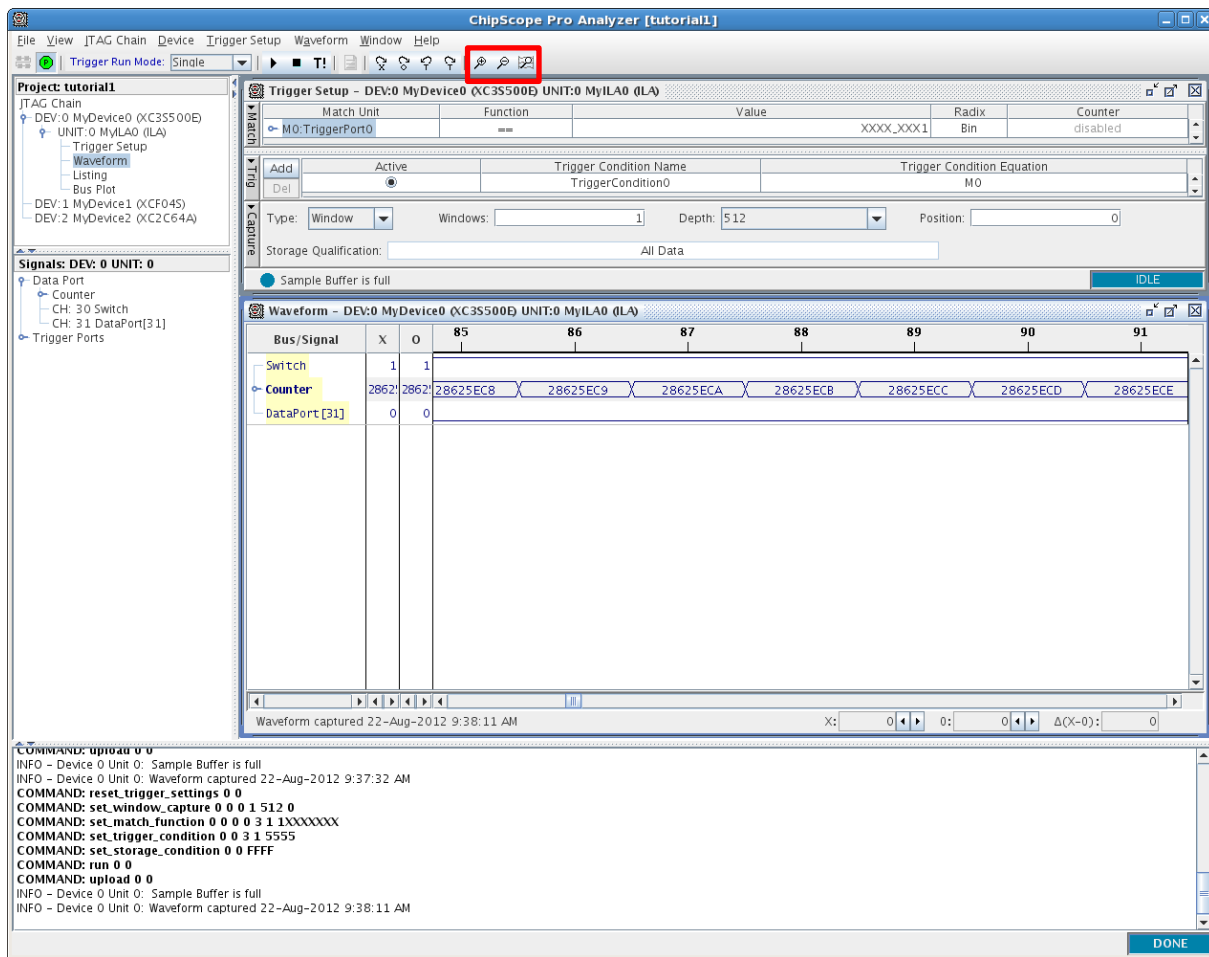 ChipScope Pro Analyzer [tutorial1]
File View JTAG Chain Device Trigger Setup Waveform Window Help
Trigger Run Mode: Single T!
Project: tutorial1
JTAG Chain
DEV:0 MyDevice0 (XC3S500E)
UNIT:0 MyILA0 (ILA)
Trigger Setup
Waveform
Listing
Bus Plot
DEV:1 MyDevice1 (XCF04S)
DEV:2 MyDevice2 (XC2C64A)
Signals: DEV: 0 UNIT: 0
Data Port
Counter
CH: 30 Switch
CH: 31 DataPort[31]
Trigger Ports
Trigger Setup - DEV:0 MyDevice0 (XC3S500E) UNIT:0 MyILA0 (ILA)
Match
Match Unit Function Value Radix Counter
M0:TriggerPort0 == XXXX_XXX1 Bin disabled
Trig
Add Active Trigger Condition Name Trigger Condition Equation
Del TriggerCondition0 M0
Capture
Type: Window Windows: 1 Depth: 512 Position: 0
Storage Qualification: All Data
Sample Buffer is full IDLE
Waveform - DEV:0 MyDevice0 (XC3S500E) UNIT:0 MyILA0 (ILA)
Bus/Signal X O 85 86 87 88 89 90 91
Switch 1 1
Counter 2862 2862 28625EC8 28625EC9 28625ECA 28625ECB 28625ECC 28625ECD 28625ECE
DataPort[31] 0 0
Waveform captured 22-Aug-2012 9:38:11 AM X: 0 O: 0 Δ(X-O): 0
COMMAND: upload 0 0
INFO - Device 0 Unit 0: Sample Buffer is full
INFO - Device 0 Unit 0: Waveform captured 22-Aug-2012 9:37:32 AM
COMMAND: reset_trigger_settings 0 0
COMMAND: set_window_capture 0 0 0 1 512 0
COMMAND: set_match_function 0 0 0 0 3 1 1XXXXXXX
COMMAND: set_trigger_condition 0 0 3 1 5555
COMMAND: set_storage_condition 0 0 FFFF
COMMAND: run 0 0
COMMAND: upload 0 0
INFO - Device 0 Unit 0: Sample Buffer is full
INFO - Device 0 Unit 0: Waveform captured 22-Aug-2012 9:38:11 AM
DONE